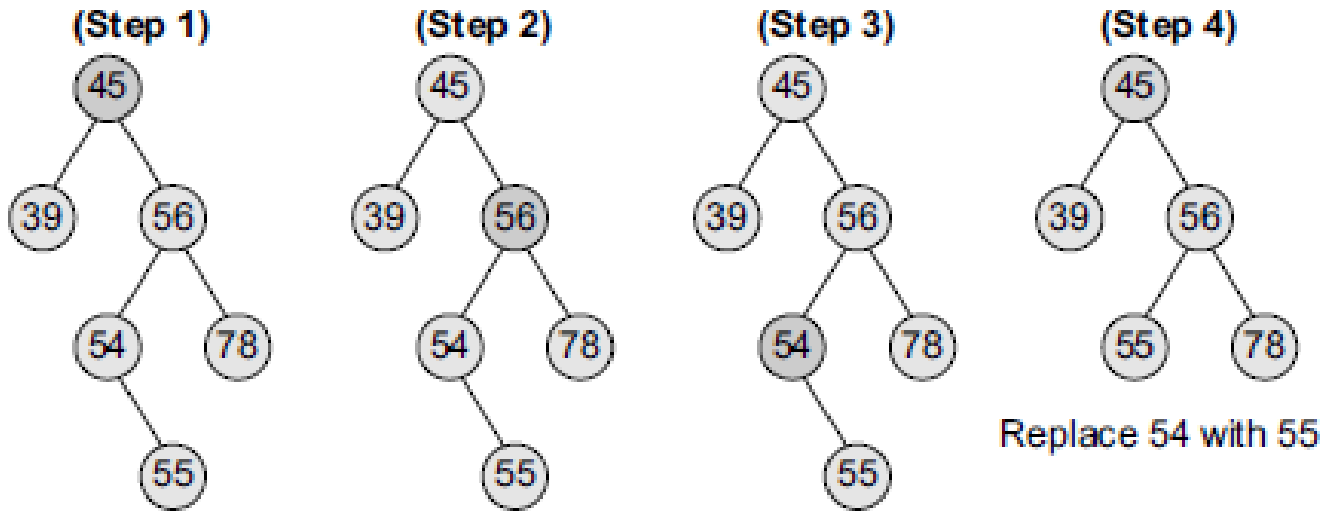 (Step 1) (Step 2) (Step 3) (Step 4)
45 45 45 45
39 56 39 56 39 56 39 56
54 78 54 78 54 78 55 78
Replace 54 with 55
55 55 55